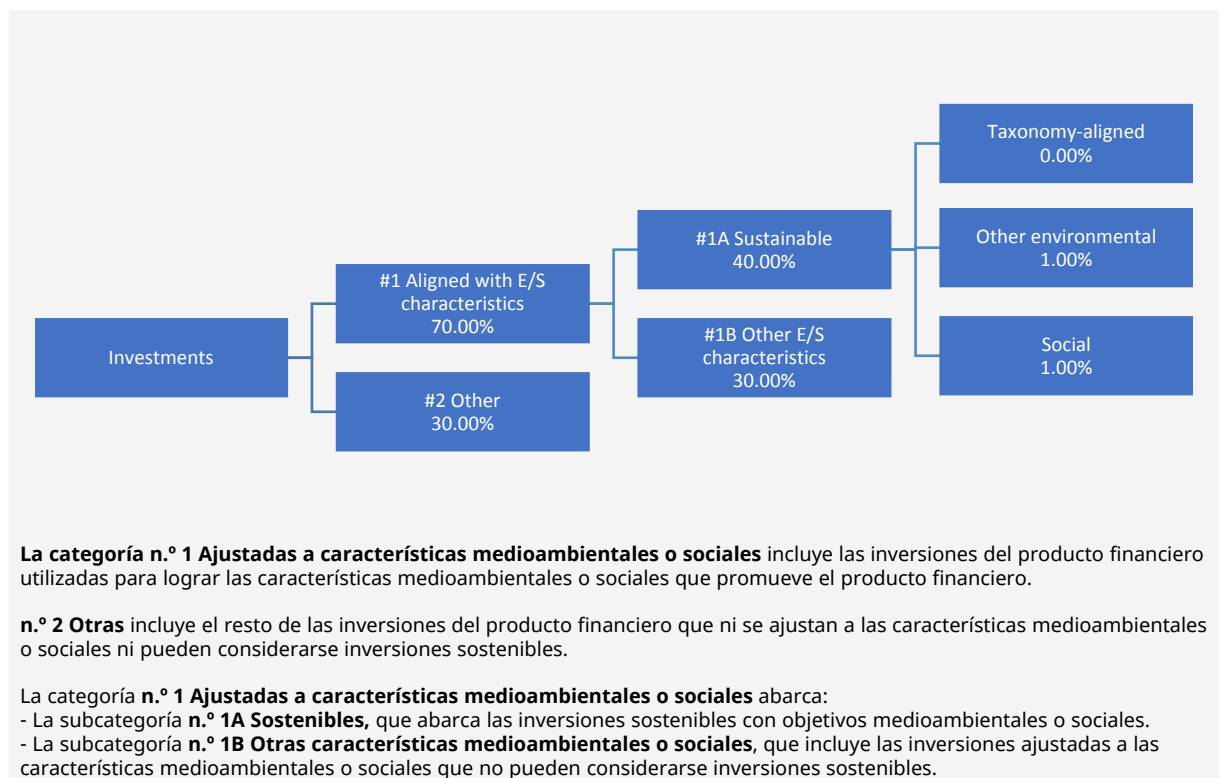 Investments
#1 Aligned with E/S
characteristics
70.00%
#2 Other
30.00%
#1A Sustainable
40.00%
#1B Other E/S
characteristics
30.00%
Taxonomy-aligned
0.00%
Other environmental
1.00%
Social
1.00%
La categoría n.º 1 Ajustadas a características medioambientales o sociales incluye las inversiones del producto financiero
utilizadas para lograr las características medioambientales o sociales que promueve el producto financiero.
n.º 2 Otras incluye el resto de las inversiones del producto financiero que ni se ajustan a las características medioambientales
o sociales ni pueden considerarse inversiones sostenibles.
La categoría n.º 1 Ajustadas a características medioambientales o sociales abarca:
- La subcategoría n.º 1A Sostenibles, que abarca las inversiones sostenibles con objetivos medioambientales o sociales.
- La subcategoría n.º 1B Otras características medioambientales o sociales, que incluye las inversiones ajustadas a las
características medioambientales o sociales que no pueden considerarse inversiones sostenibles.